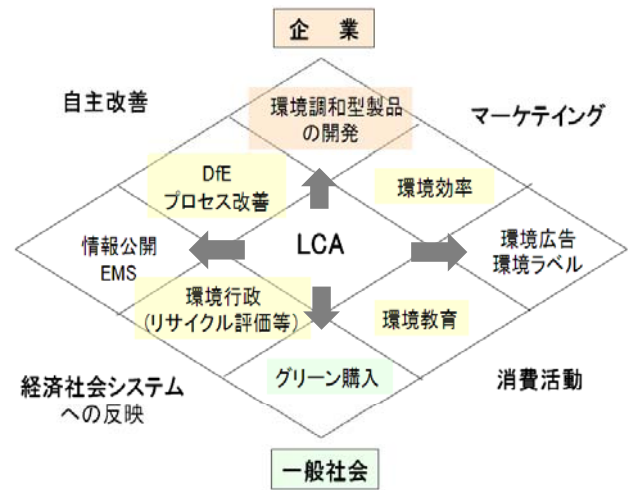 企　業
自主改善
環境調和型製品
の開発
マーケテイング
DfE
プロセス改善
環境効率
情報公開
EMS
LCA
環境広告
環境ラベル
環境行政
(リサイクル評価等)
環境教育
経済社会システム
への反映
グリーン購入
消費活動
一般社会